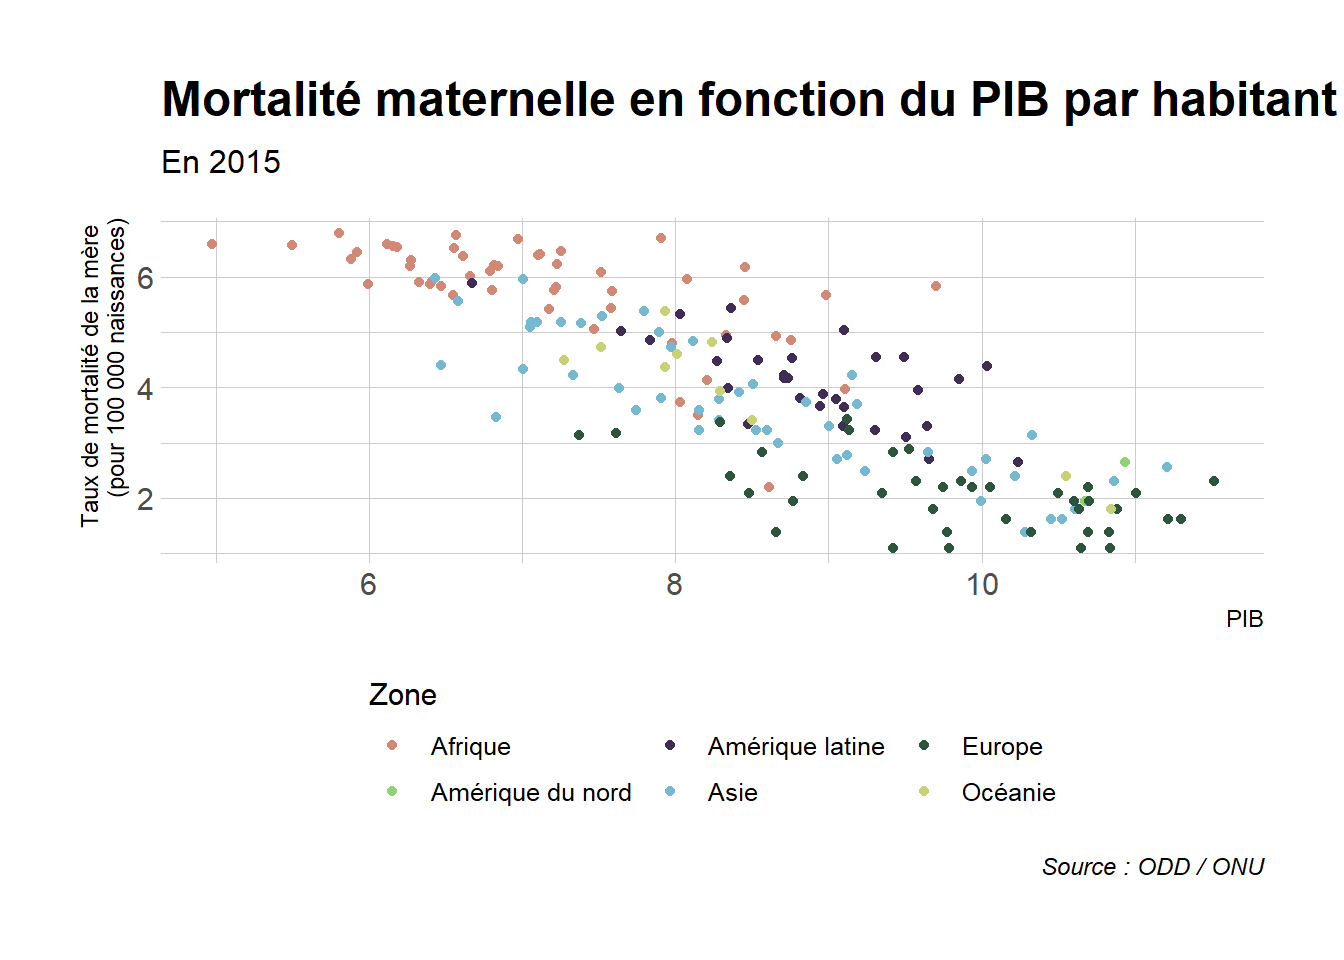 Mortalité maternelle en fonction du PIB par habitant
En 2015
Taux de mortalité de la mère
(pour 100 000 naissances)
6
4
2
6 8 10
PIB
Zone
Afrique Amérique latine Europe
Amérique du nord Asie Océanie
Source : ODD / ONU